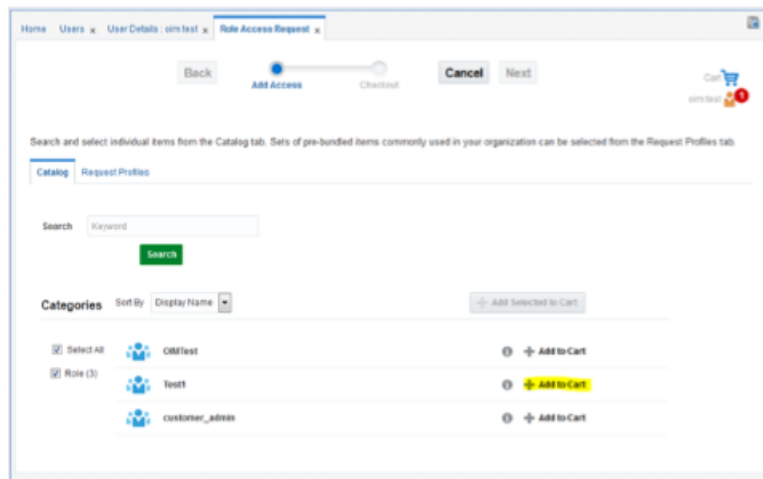 Home Users x User Details : oim test x Role Access Request x
Back Cancel Next
Add Access Checkout
Cart
oim test 1
Search and select individual items from the Catalog tab. Sets of pre-bundled items commonly used in your organization can be selected from the Request Profiles tab.
Catalog Request Profiles
Search Keyword
Search
Categories Sort By Display Name + Add Selected to Cart
Select All OIMTest + Add to Cart
Role (3) Test1 + Add to Cart
customer_admin + Add to Cart